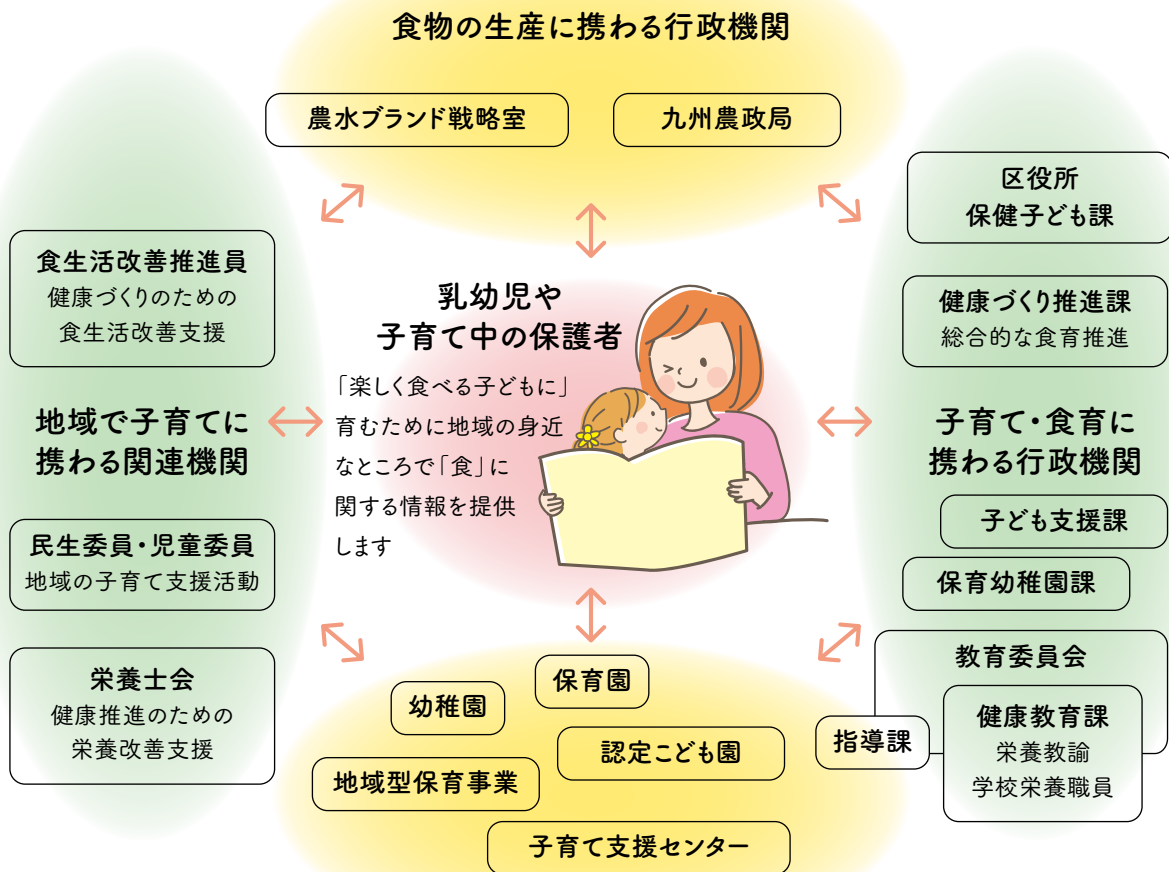 食物の生産に携わる行政機関
農水ブランド戦略室
九州農政局
食生活改善推進員
健康づくりのための
食生活改善支援
地域で子育てに
携わる関連機関
民生委員・児童委員
地域の子育て支援活動
栄養士会
健康推進のための
栄養改善支援
乳幼児や
子育て中の保護者
「楽しく食べる子どもに」
育むために地域の身近
なところで「食」に
関する情報を提供
します
区役所
保健子ども課
健康づくり推進課
総合的な食育推進
子育て・食育に
携わる行政機関
子ども支援課
保育幼稚園課
教育委員会
指導課
健康教育課
栄養教諭
学校栄養職員
保育園
幼稚園
認定こども園
地域型保育事業
子育て支援センター